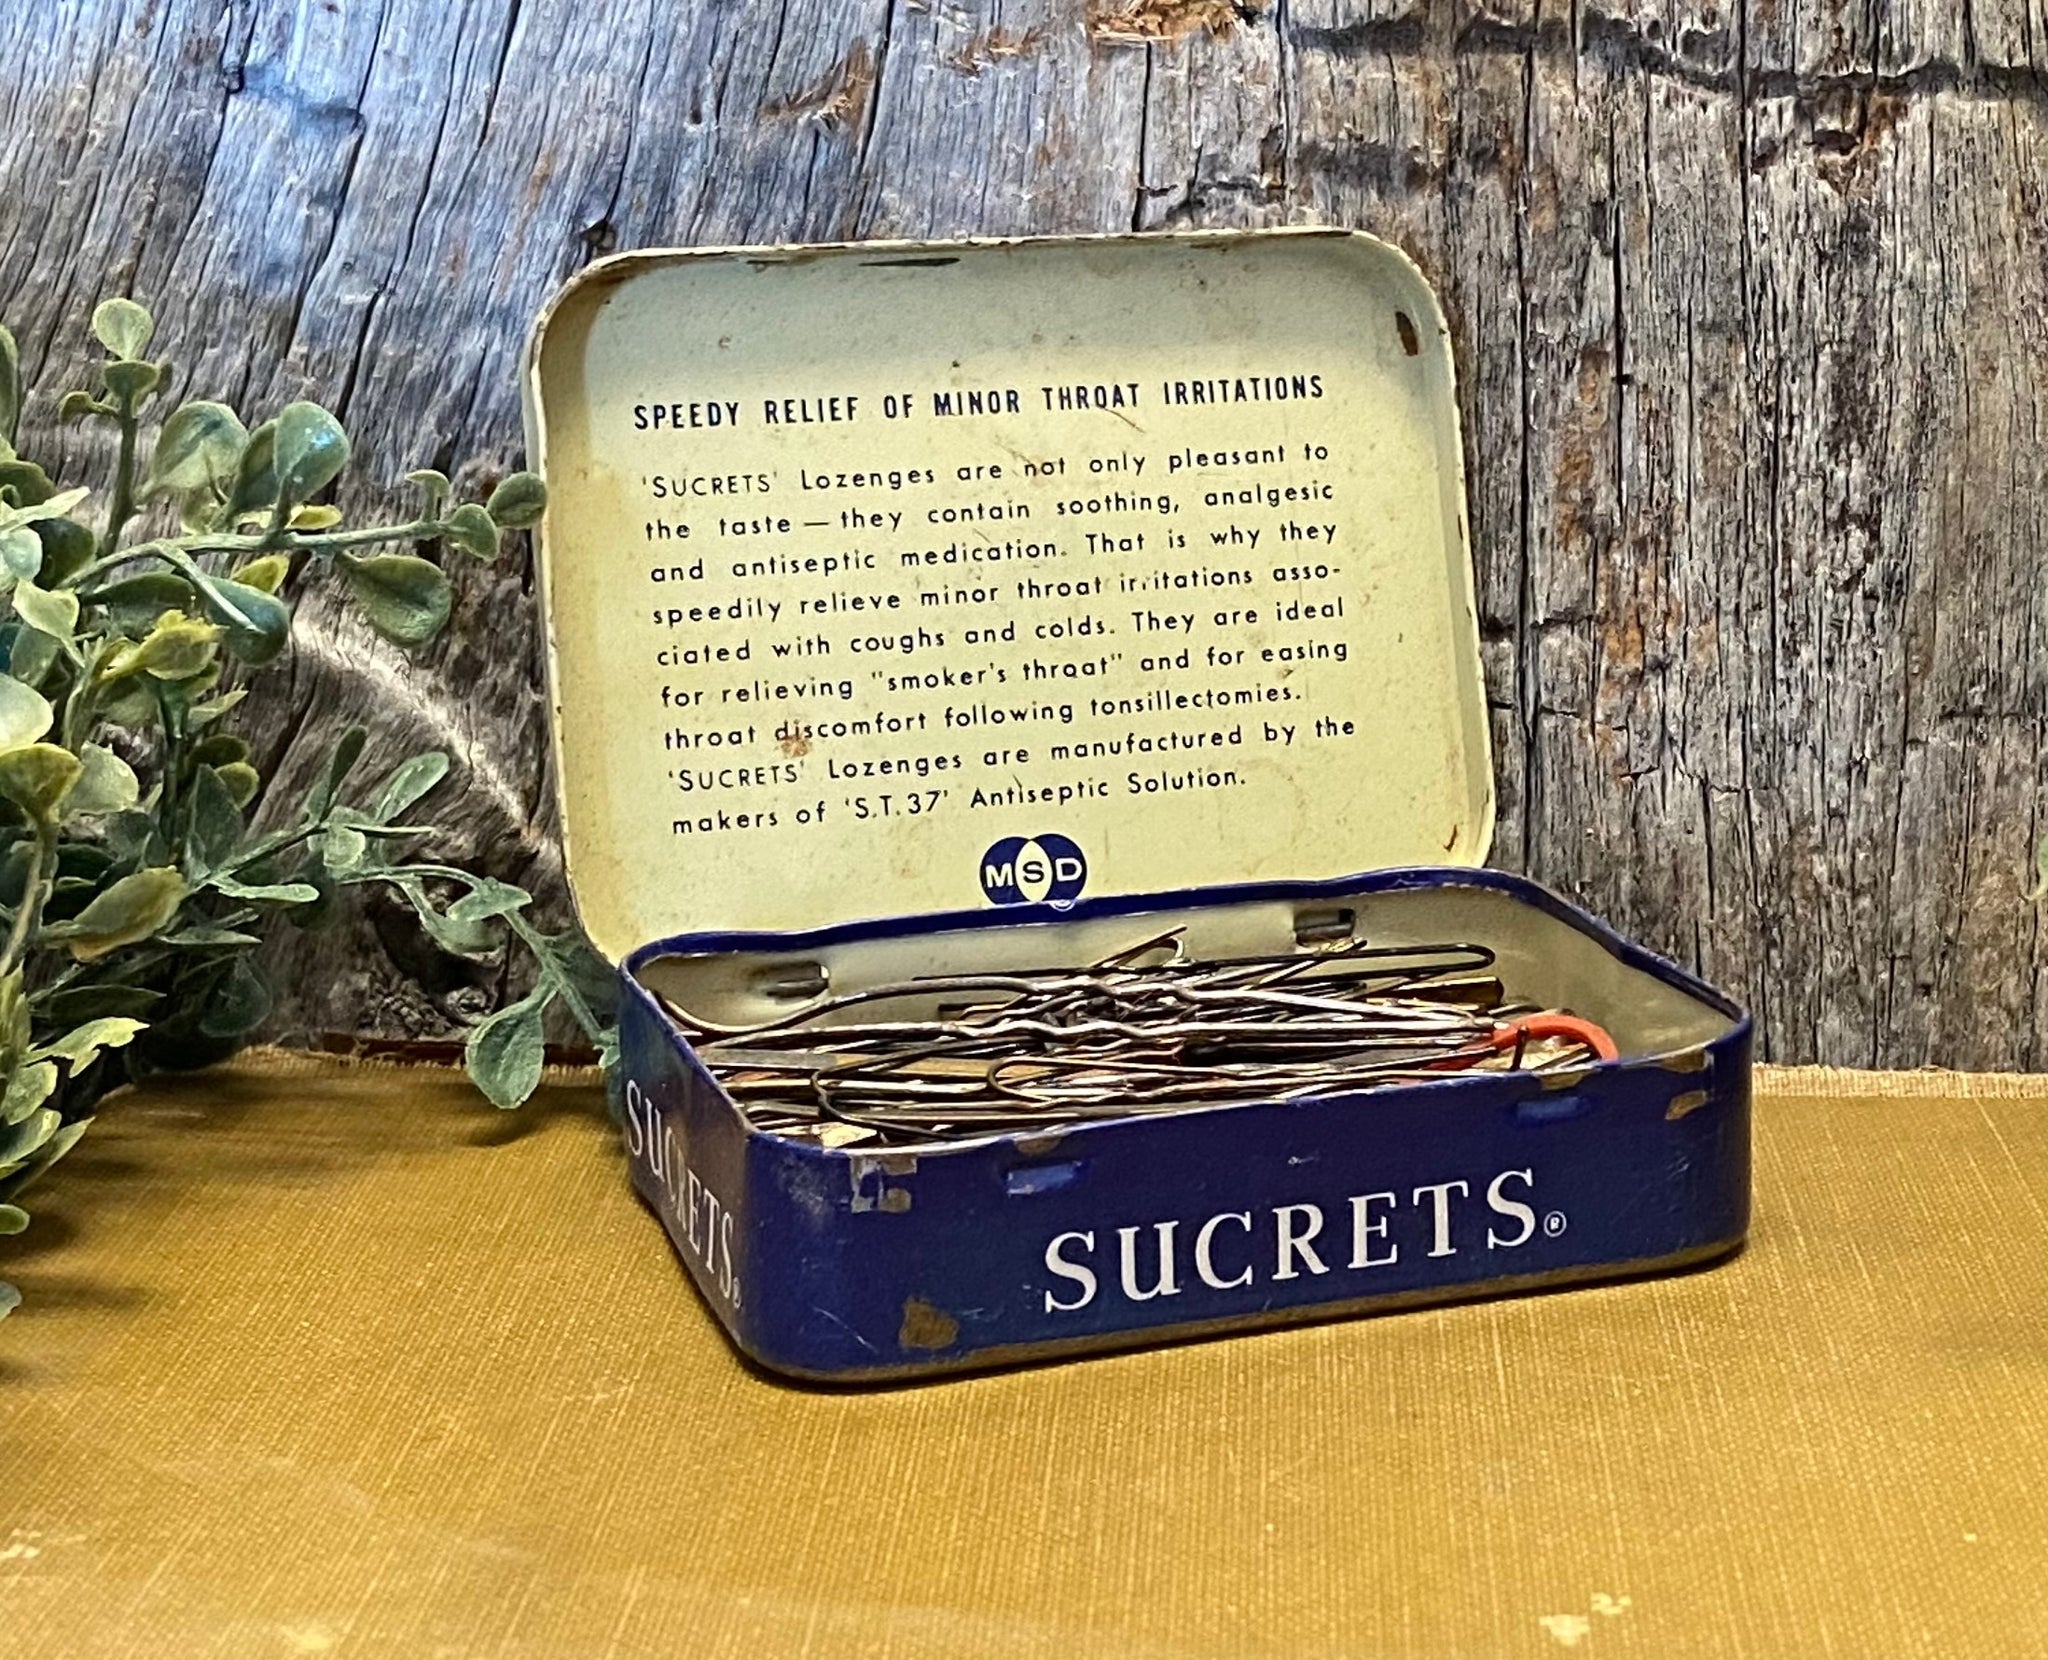 SPEEDY RELIEF OF MINOR THROAT IRRITATIONS
'SUCRETS' Lozenges are not only pleasant to
the taste — they contain soothing, analgesic
and antiseptic medication. That is why they
speedily relieve minor throat irritations asso-
ciated with coughs and colds. They are ideal
for relieving "smoker's throat" and for easing
throat discomfort following tonsillectomies.
'SUCRETS' Lozenges are manufactured by the
makers of 'S.T.37' Antiseptic Solution.
MSD®
SUCRETS®
SUCRETS®